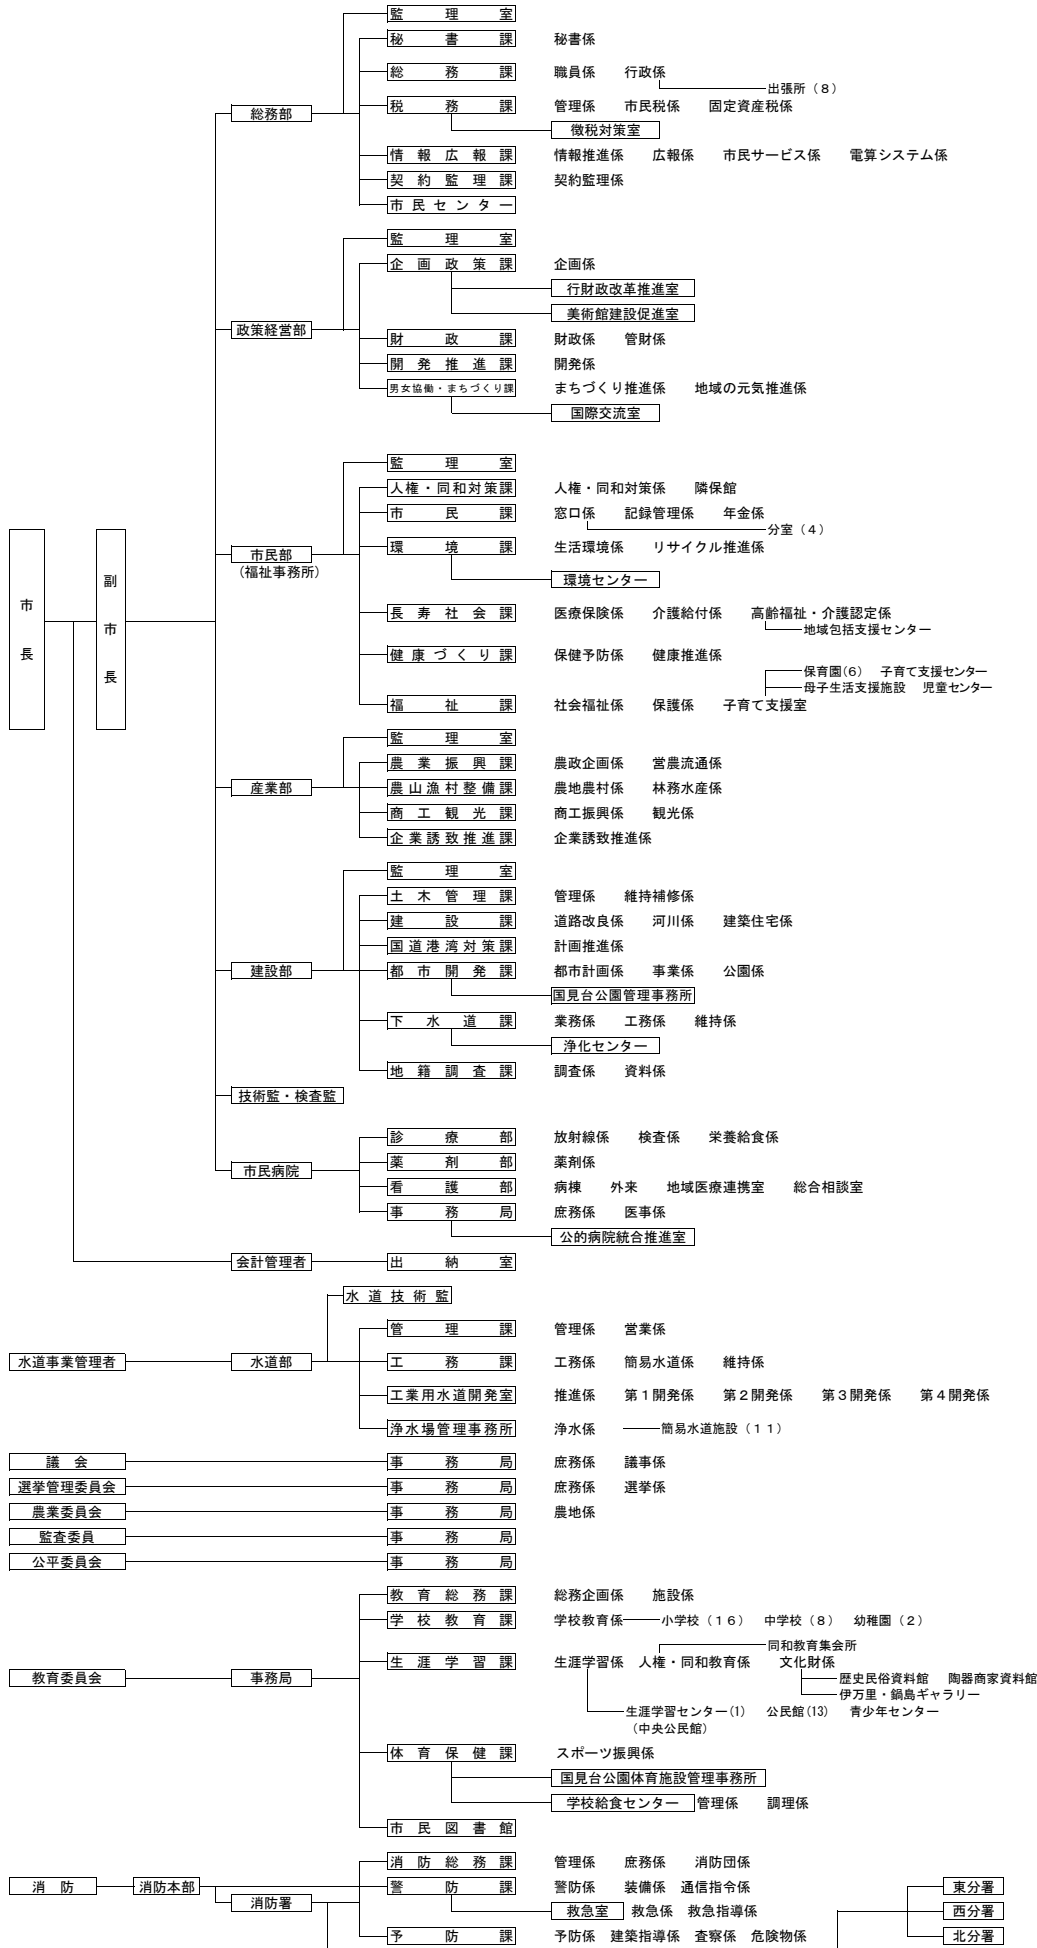 監理室
秘書課 秘書係
総務課 職員係 行政係
出張所（８）
税務課 管理係 市民税係 固定資産税係
総務部
徴税対策室
情報広報課 情報推進係 広報係 市民サービス係 電算システム係
契約監理課 契約監理係
市民センター
監理室
企画政策課 企画係
行財政改革推進室
美術館建設促進室
政策経営部
財政課 財政係 管財係
開発推進課 開発係
男女協働・まちづくり課 まちづくり推進係 地域の元気推進係
国際交流室
監理室
人権・同和対策課 人権・同和対策係 隣保館
市民課 窓口係 記録管理係 年金係
分室（４）
市民部 環境課 生活環境係 リサイクル推進係
（福祉事務所）
環境センター
市長 副市長
長寿社会課 医療保険係 介護給付係 高齢福祉・介護認定係
地域包括支援センター
健康づくり課 保健予防係 健康推進係
保育園(6) 子育て支援センター
母子生活支援施設 児童センター
福祉課 社会福祉係 保護係 子育て支援室
監理室
農業振興課 農政企画係 営農流通係
産業部 農山漁村整備課 農地農村係 林務水産係
商工観光課 商工振興係 観光係
企業誘致推進課 企業誘致推進係
監理室
土木管理課 管理係 維持補修係
建設課 道路改良係 河川係 建築住宅係
国道港湾対策課 計画推進係
建設部 都市開発課 都市計画係 事業係 公園係
国見台公園管理事務所
下水道課 業務係 工務係 維持係
浄化センター
地籍調査課 調査係 資料係
技術監・検査監
診療部 放射線係 検査係 栄養給食係
市民病院 薬剤部 薬剤係
看護部 病棟 外来 地域医療連携室 総合相談室
事務局 庶務係 医事係
公的病院統合推進室
会計管理者 出納室
水道技術監
管理課 管理係 営業係
水道事業管理者 水道部 工務課 工務係 簡易水道係 維持係
工業用水道開発室 推進係 第１開発係 第２開発係 第３開発係 第４開発係
浄水場管理事務所 浄水係 簡易水道施設（１１）
議会 事務局 庶務係 議事係
選挙管理委員会 事務局 庶務係 選挙係
農業委員会 事務局 農地係
監査委員 事務局
公平委員会 事務局
教育総務課 総務企画係 施設係
学校教育課 学校教育係 小学校（１６） 中学校（８） 幼稚園（２）
同和教育集会所
生涯学習課 生涯学習係 人権・同和教育係 文化財係
教育委員会 事務局
歴史民俗資料館 陶器商家資料館
伊万里・鍋島ギャラリー
生涯学習センター(1) 公民館(13) 青少年センター
（中央公民館）
体育保健課 スポーツ振興係
国見台公園体育施設管理事務所
学校給食センター 管理係 調理係
市民図書館
消防総務課 管理係 庶務係 消防団係
消防 消防本部 警防課 警防係 装備係 通信指令係 東分署
消防署 救急室 救急係 救急指導係 西分署
予防課 予防係 建築指導係 査察係 危険物係 北分署